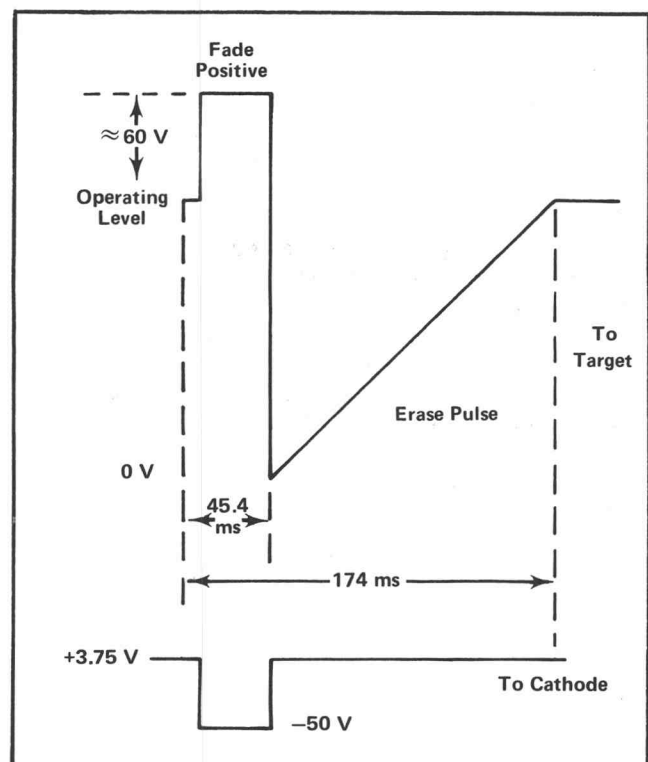 Fade
Positive
≈60 V
Operating
Level
To
Target
Erase Pulse
0 V
45.4
ms
174 ms
+3.75 V
To Cathode
−50 V